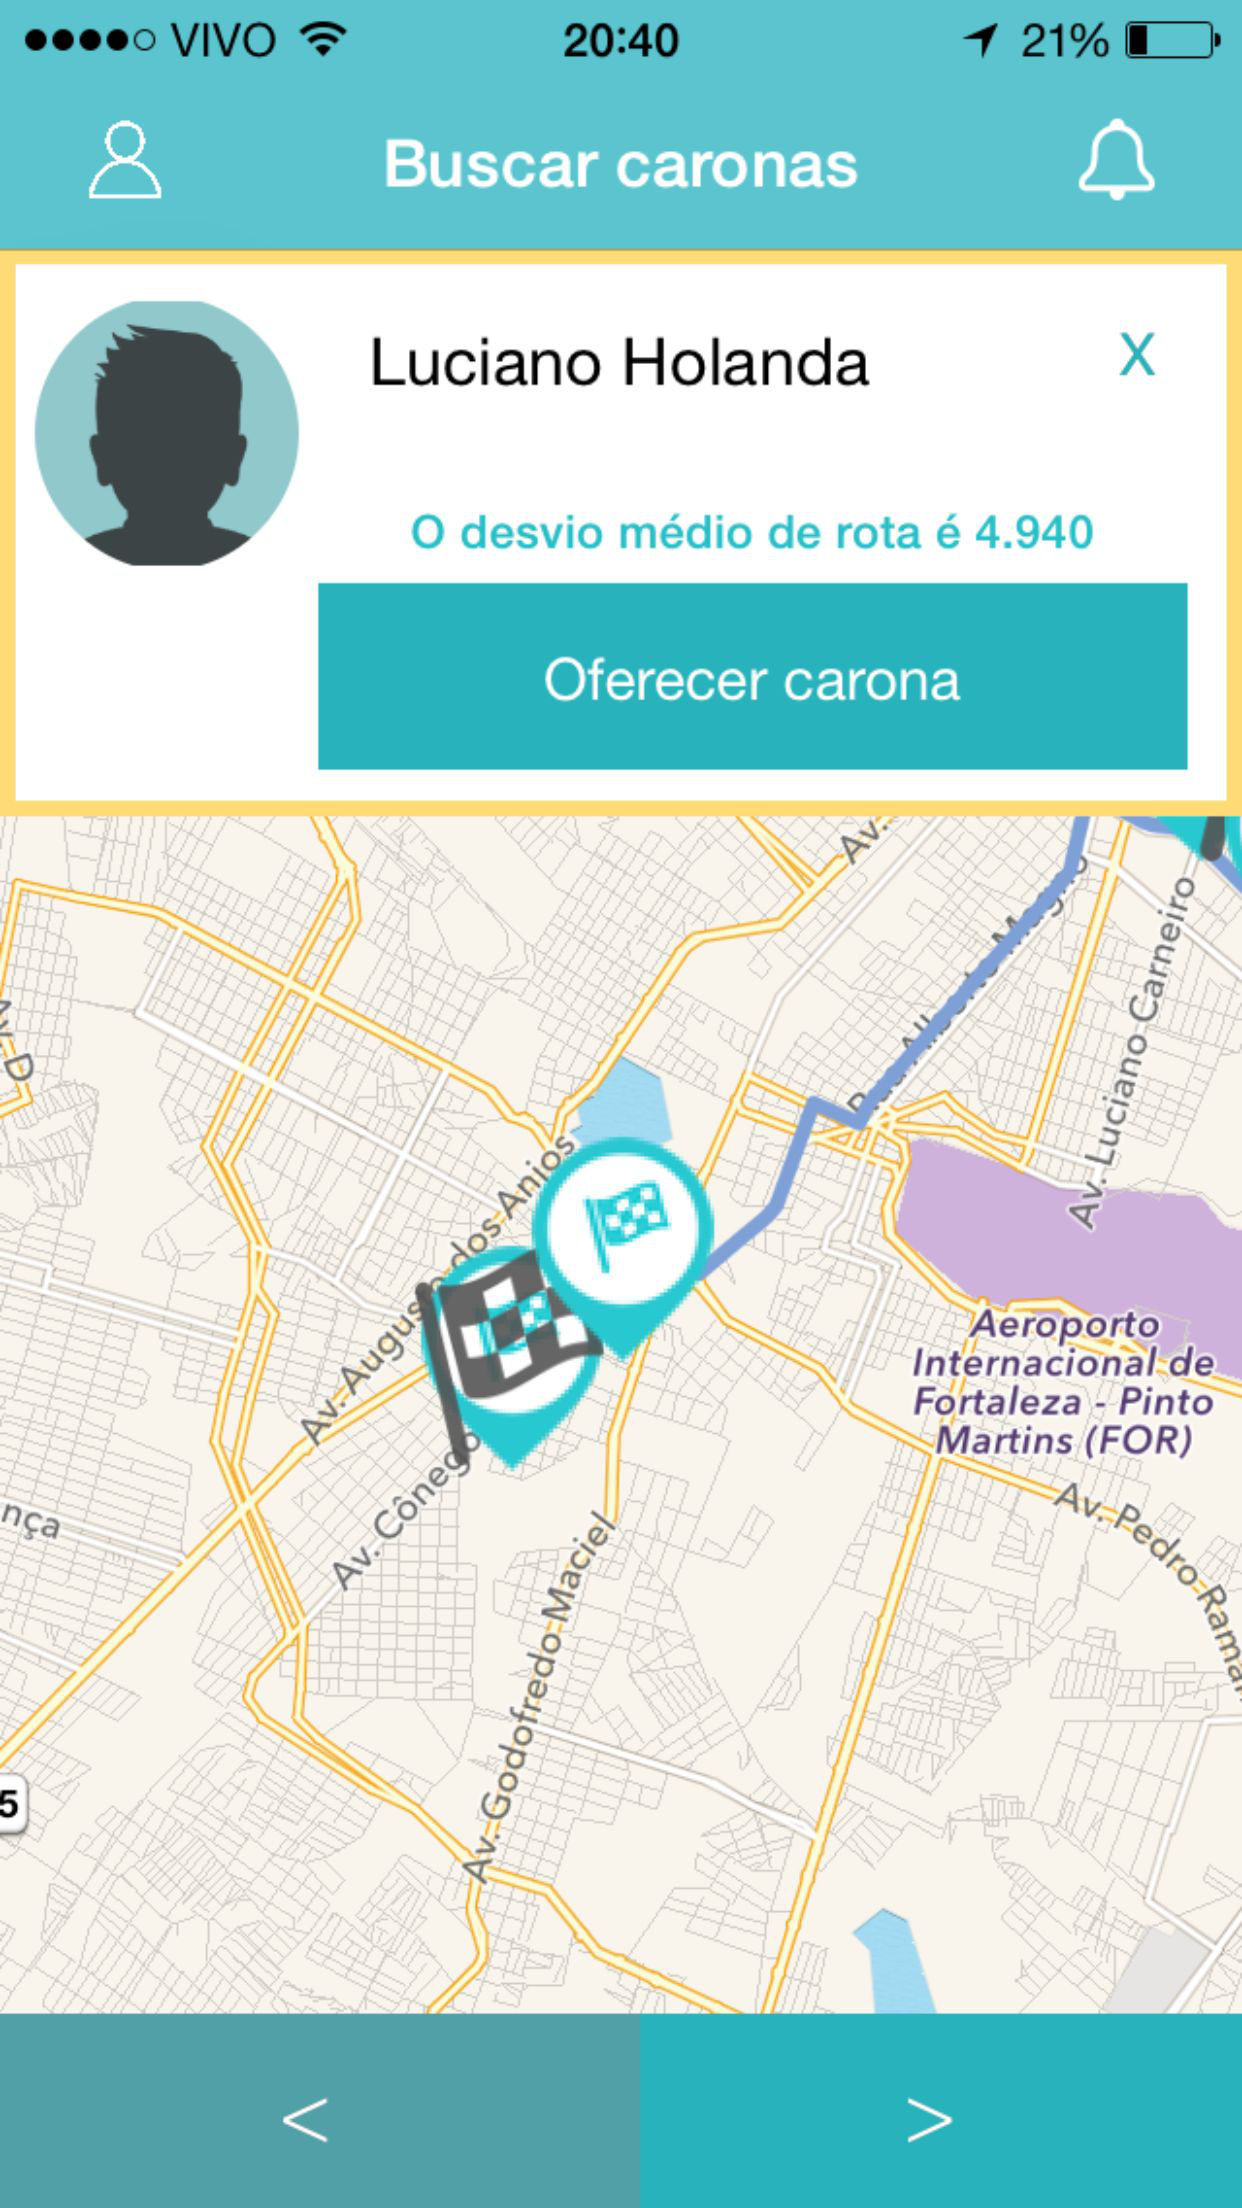 VIVO 20:40 21%
Buscar caronas
Luciano Holanda
X
O desvio médio de rota é 4.940
Oferecer carona
Av.
Av. D
Av. Luciano Carneiro
Av. Augusto dos Anjos
Aeroporto
Internacional de
Fortaleza - Pinto
Martins (FOR)
Av. Cônego
nça
Av. Pedro Ramal
Av. Godofredo Maciel
5
< >